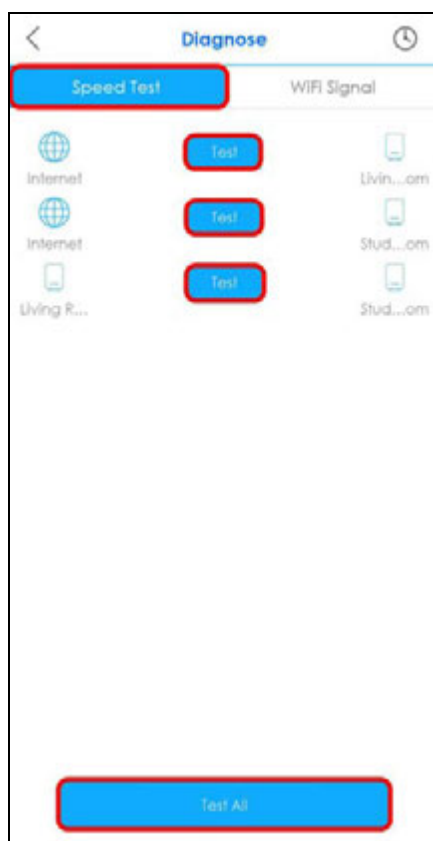 Diagnose
Speed Test WiFi Signal
Test
Internet Livin...om
Test
Internet Stud...om
Test
Living R... Stud...om
Test All